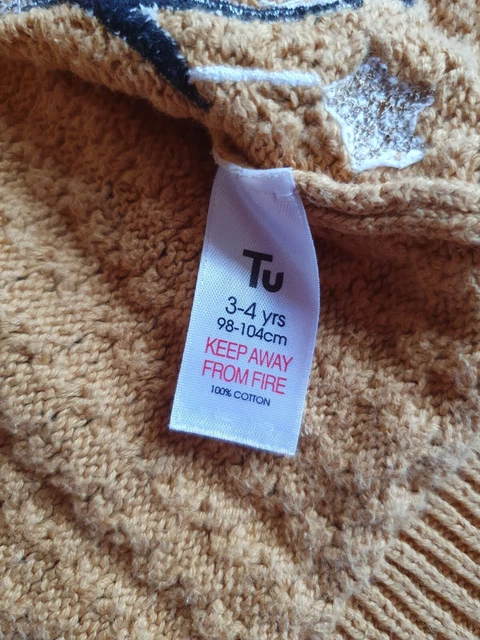 Tu
3-4 yrs
98-104cm
KEEP AWAY
FROM FIRE
100% COTTON